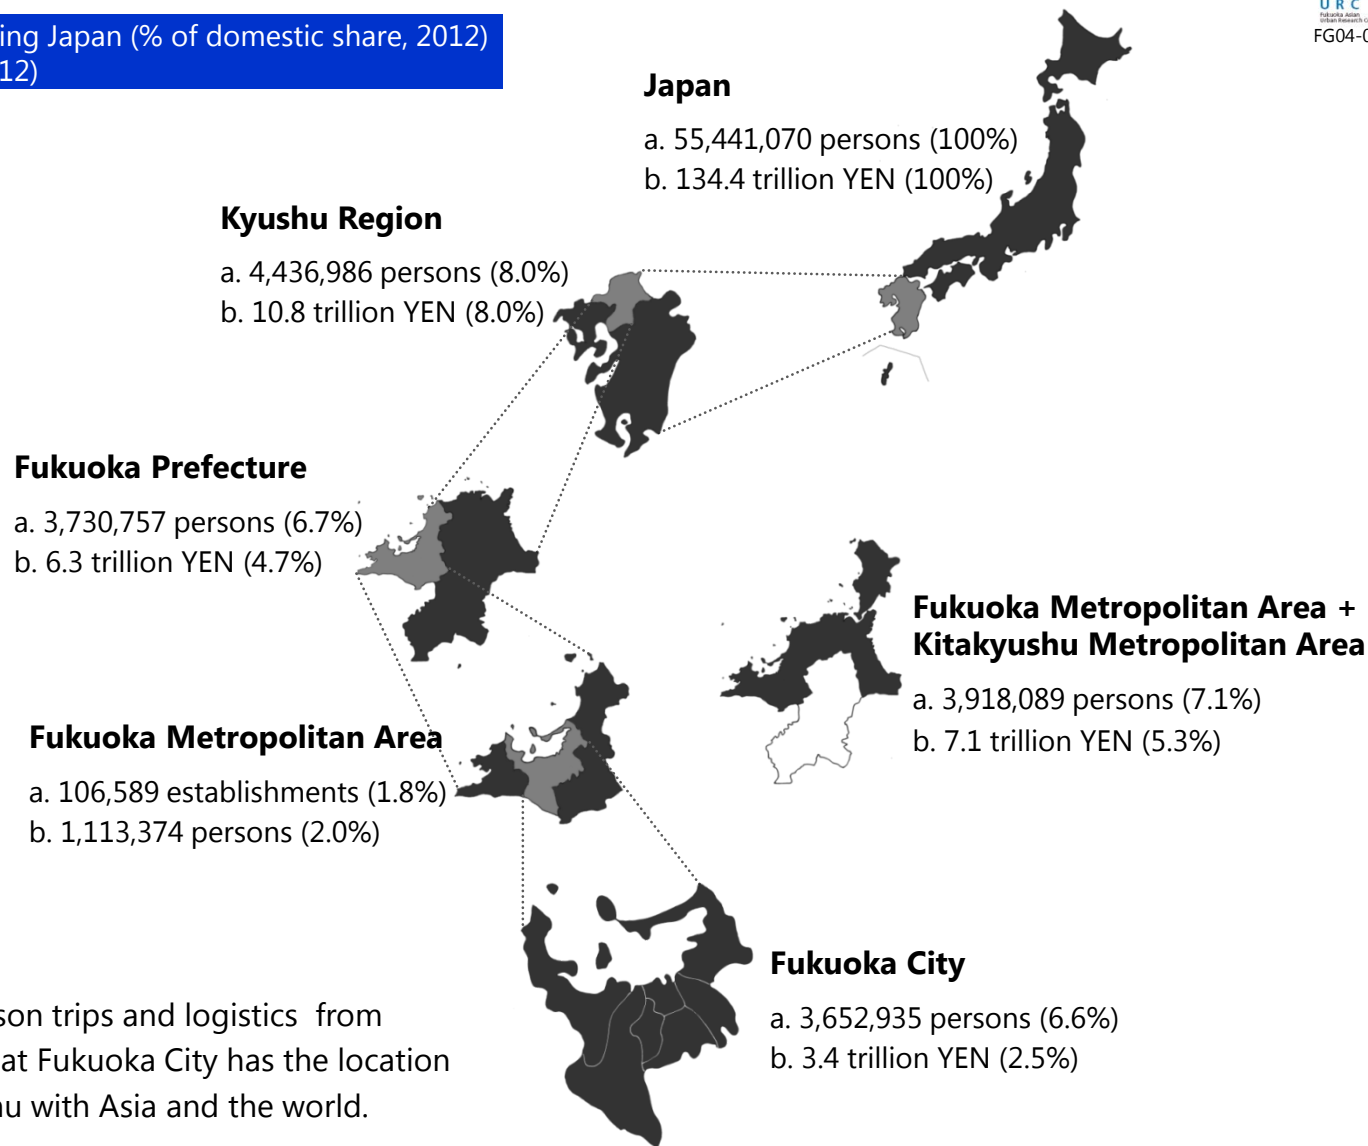 ing Japan (% of domestic share, 2012)
12)
URC
Fukuoka Asian
Urban Research C
FG04-0
Japan
a. 55,441,070 persons (100%)
b. 134.4 trillion YEN (100%)
Kyushu Region
a. 4,436,986 persons (8.0%)
b. 10.8 trillion YEN (8.0%)
Fukuoka Prefecture
a. 3,730,757 persons (6.7%)
b. 6.3 trillion YEN (4.7%)
Fukuoka Metropolitan Area +
Kitakyushu Metropolitan Area
a. 3,918,089 persons (7.1%)
b. 7.1 trillion YEN (5.3%)
Fukuoka Metropolitan Area
a. 106,589 establishments (1.8%)
b. 1,113,374 persons (2.0%)
Fukuoka City
a. 3,652,935 persons (6.6%)
b. 3.4 trillion YEN (2.5%)
son trips and logistics from
at Fukuoka City has the location
u with Asia and the world.